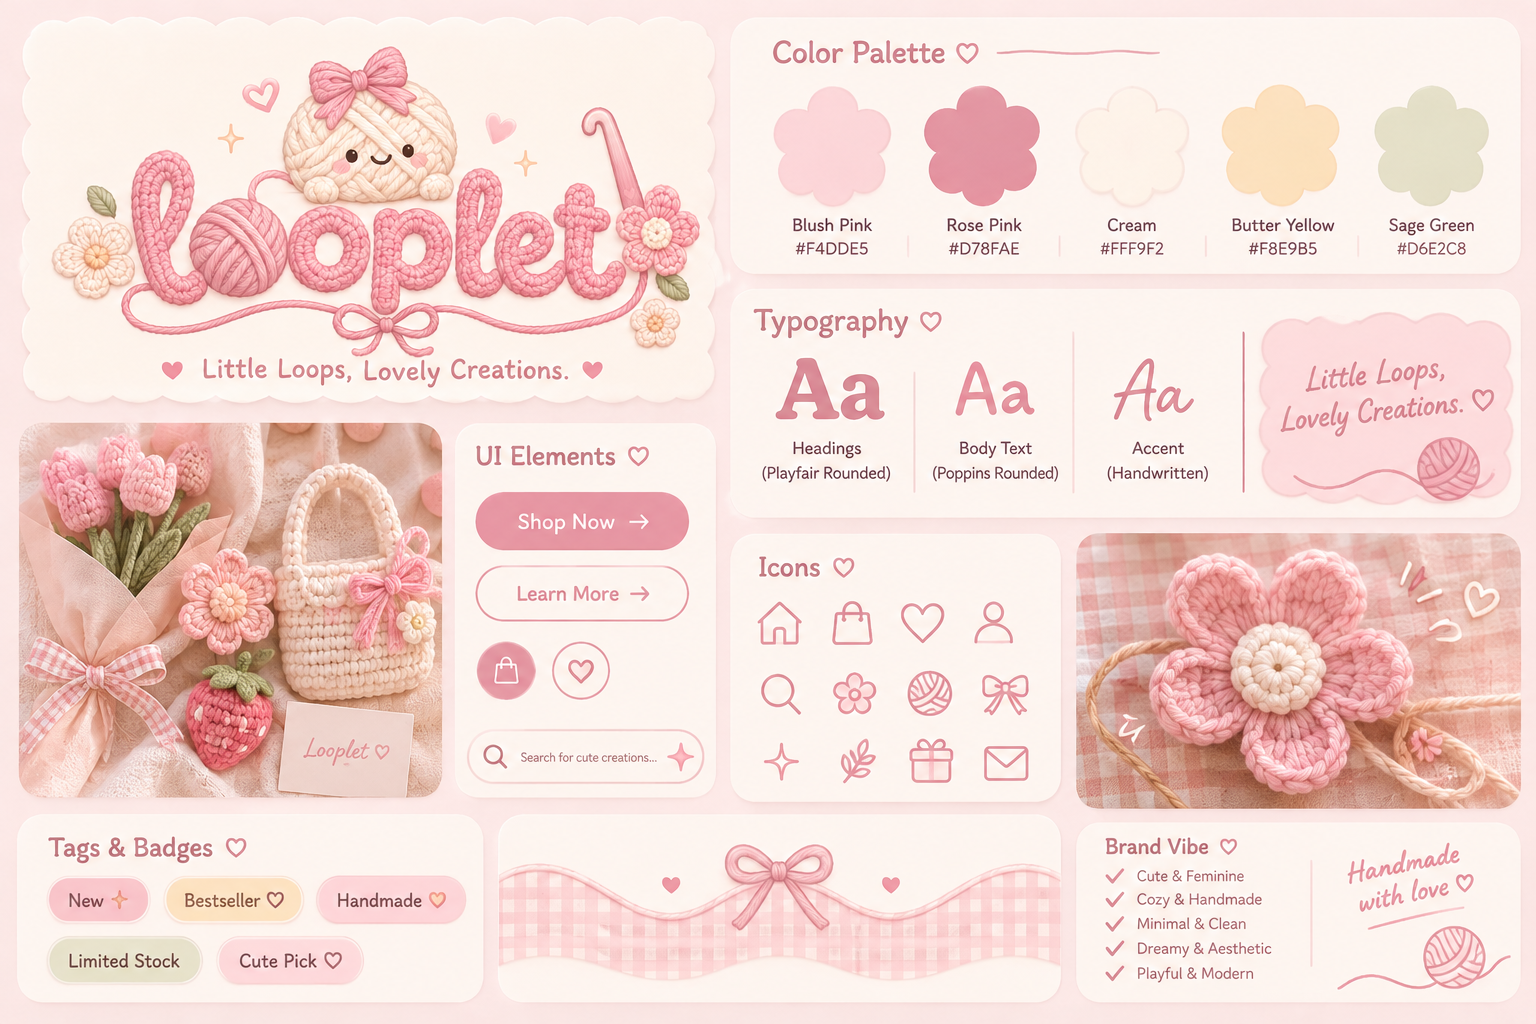 looplet
Little Loops, Lovely Creations.
Color Palette
Blush Pink
#F4DDE5
Rose Pink
#D78FAE
Cream
#FFF9F2
Butter Yellow
#F8E9B5
Sage Green
#D6E2C8
Typography
Aa
Headings
(Playfair Rounded)
Aa
Body Text
(Poppins Rounded)
Aa
Accent
(Handwritten)
Little Loops,
Lovely Creations.
Looplet
UI Elements
Shop Now →
Learn More →
Search for cute creations...
Icons
Tags & Badges
New
Bestseller
Handmade
Limited Stock
Cute Pick
Brand Vibe
Cute & Feminine
Cozy & Handmade
Minimal & Clean
Dreamy & Aesthetic
Playful & Modern
Handmade
with love